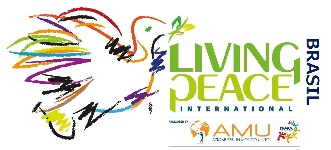 LIVING
PEACE
INTERNATIONAL
BRASIL
AMU